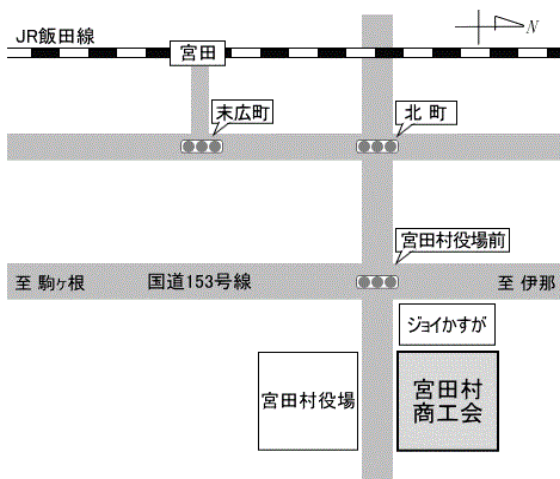 JR飯田線
N
宮田
末広町
北 町
宮田村役場前
至 駒ヶ根
国道153号線
至 伊那
ジョイかすが
宮田村役場
宮田村
商工会